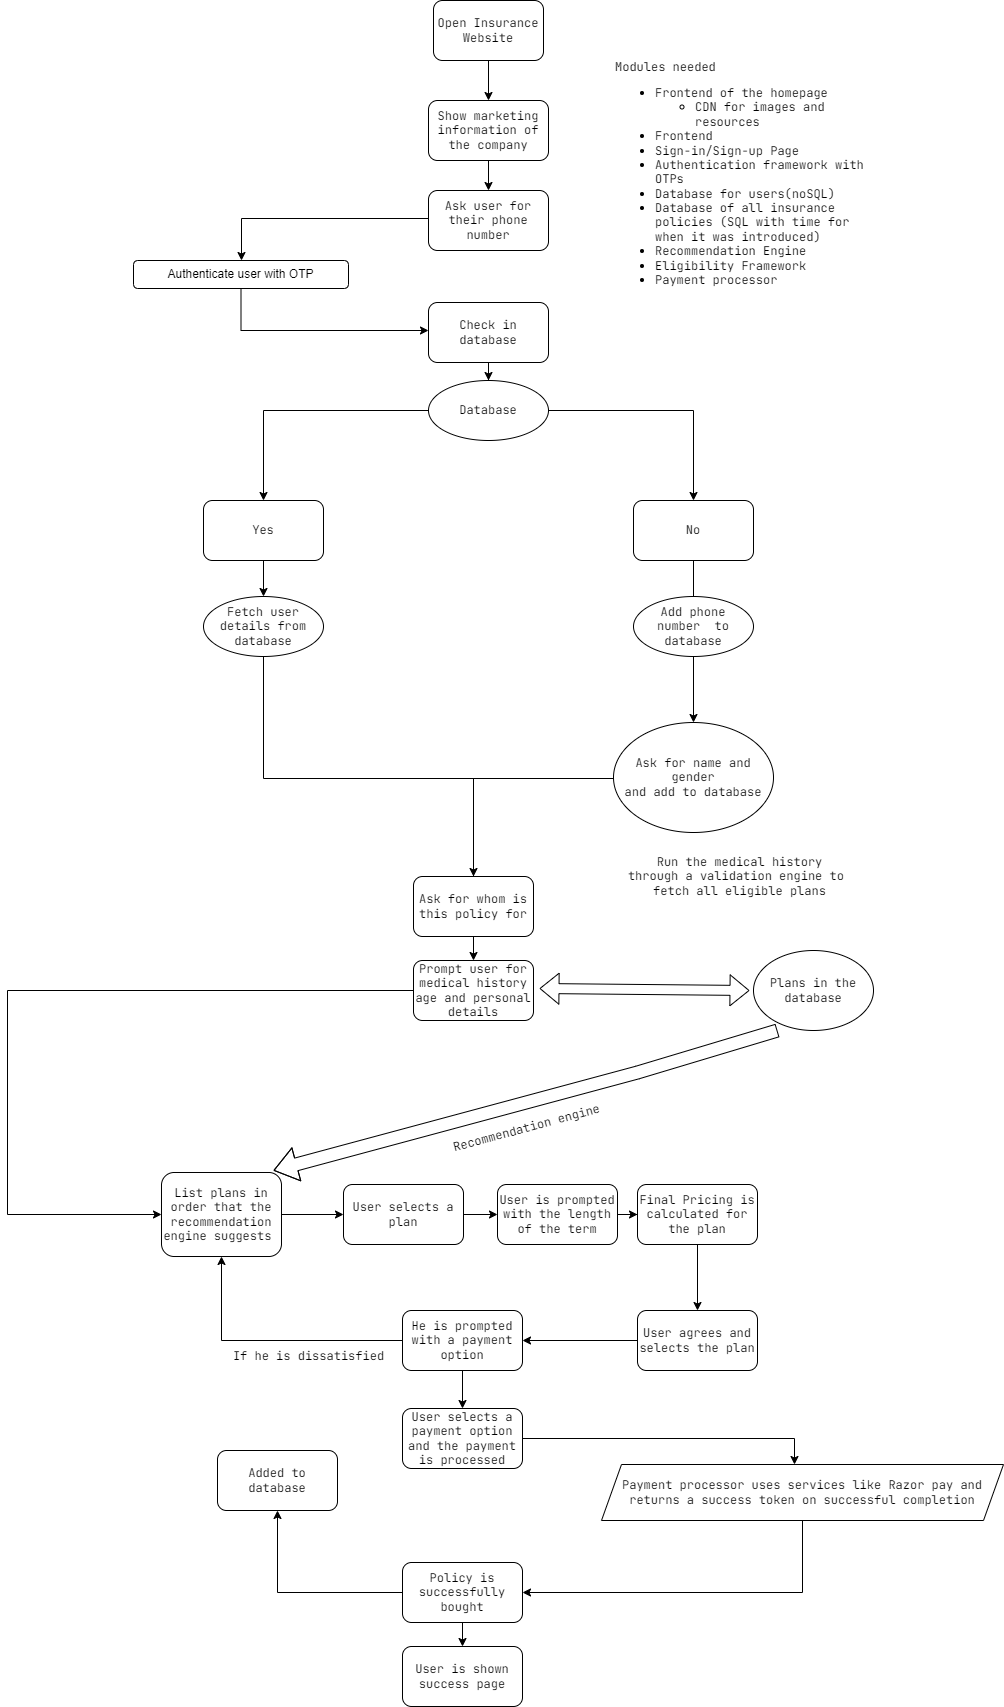 Open Insurance
Website
Modules needed
Frontend of the homepage
CDN for images and
resources
Frontend
Sign-in/Sign-up Page
Authentication framework with
OTPs
Database for users(noSQL)
Database of all insurance
policies (SQL with time for
when it was introduced)
Recommendation Engine
Eligibility Framework
Payment processor
Show marketing
information of
the company
Ask user for
their phone
number
Authenticate user with OTP
Check in
database
Database
Yes
No
Fetch user
details from
database
Add phone
number  to
database
Ask for name and
gender
and add to database
Run the medical history
through a validation engine to
fetch all eligible plans
Ask for whom is
this policy for
Prompt user for
medical history
age and personal
details
Plans in the
database
Recommendation engine
List plans in
order that the
recommendation
engine suggests
User selects a
plan
User is prompted
with the length
of the term
Final Pricing is
calculated for
the plan
User agrees and
selects the plan
He is prompted
with a payment
option
If he is dissatisfied
User selects a
payment option
and the payment
is processed
Payment processor uses services like Razor pay and
returns a success token on successful completion
Added to
database
Policy is
successfully
bought
User is shown
success page